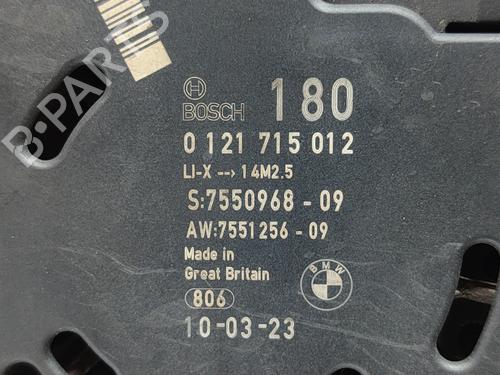 B-PARTS
BOSCH 180
0 121 715 012
LI-X --> 14M2.5
S:7550968 - 09
AW:7551256 - 09
Made in
Great Britain
BMW
806
10-03-23